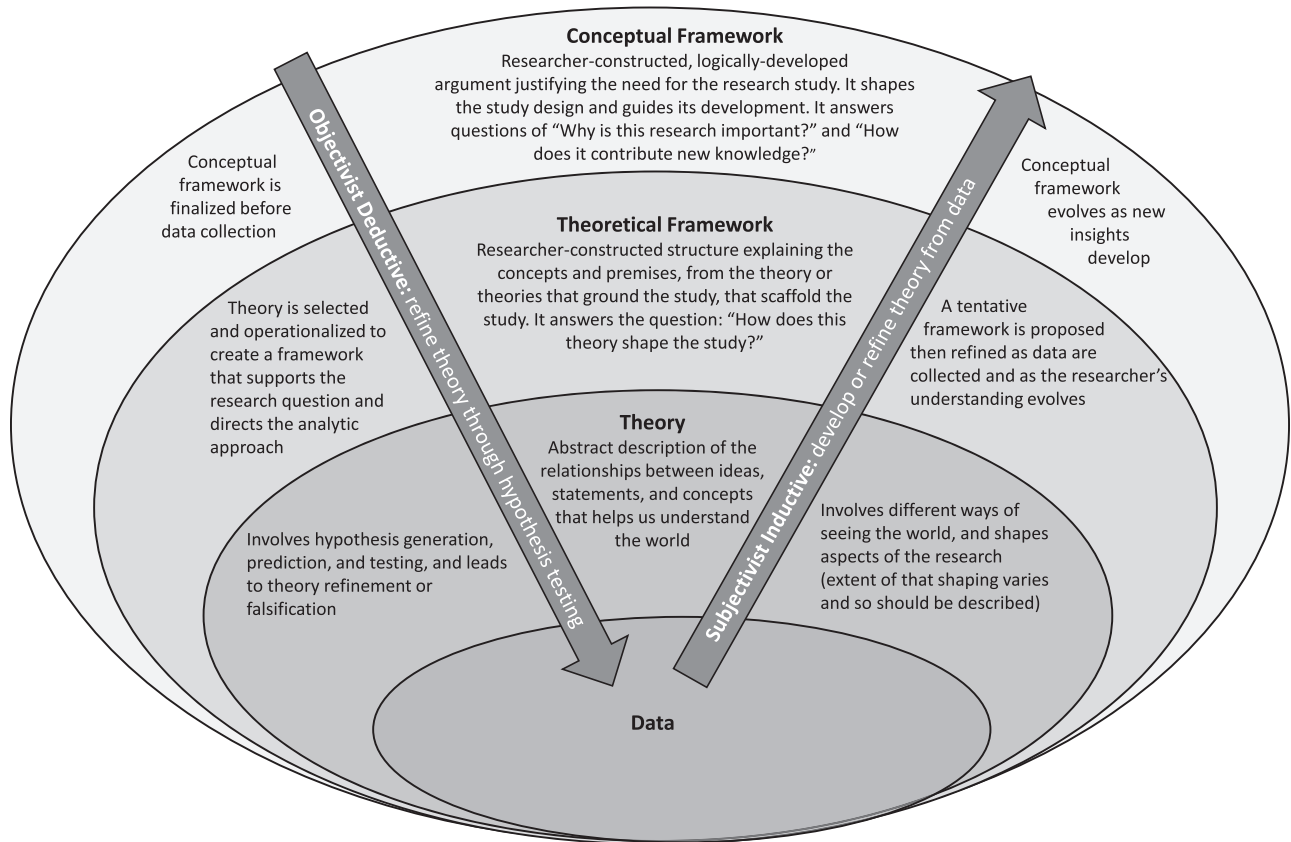 Conceptual Framework
Researcher-constructed, logically-developed
argument justifying the need for the research study. It shapes
the study design and guides its development. It answers
questions of “Why is this research important?” and “How
does it contribute new knowledge?”
Objectivist Deductive: refine theory through hypothesis testing
Subjectivist Inductive: develop or refine theory from data
Conceptual
framework is
finalized before
data collection
Conceptual
framework
evolves as new
insights
develop
Theoretical Framework
Researcher-constructed structure explaining the
concepts and premises, from the theory or
theories that ground the study, that scaffold the
study. It answers the question: “How does this
theory shape the study?”
Theory is selected
and operationalized to
create a framework
that supports the
research question and
directs the analytic
approach
A tentative
framework is proposed
then refined as data are
collected and as the researcher’s
understanding evolves
Theory
Abstract description of the
relationships between ideas,
statements, and concepts
that helps us understand
the world
Involves hypothesis generation,
prediction, and testing, and leads
to theory refinement or
falsification
Involves different ways of
seeing the world, and shapes
aspects of the research
(extent of that shaping varies
and so should be described)
Data